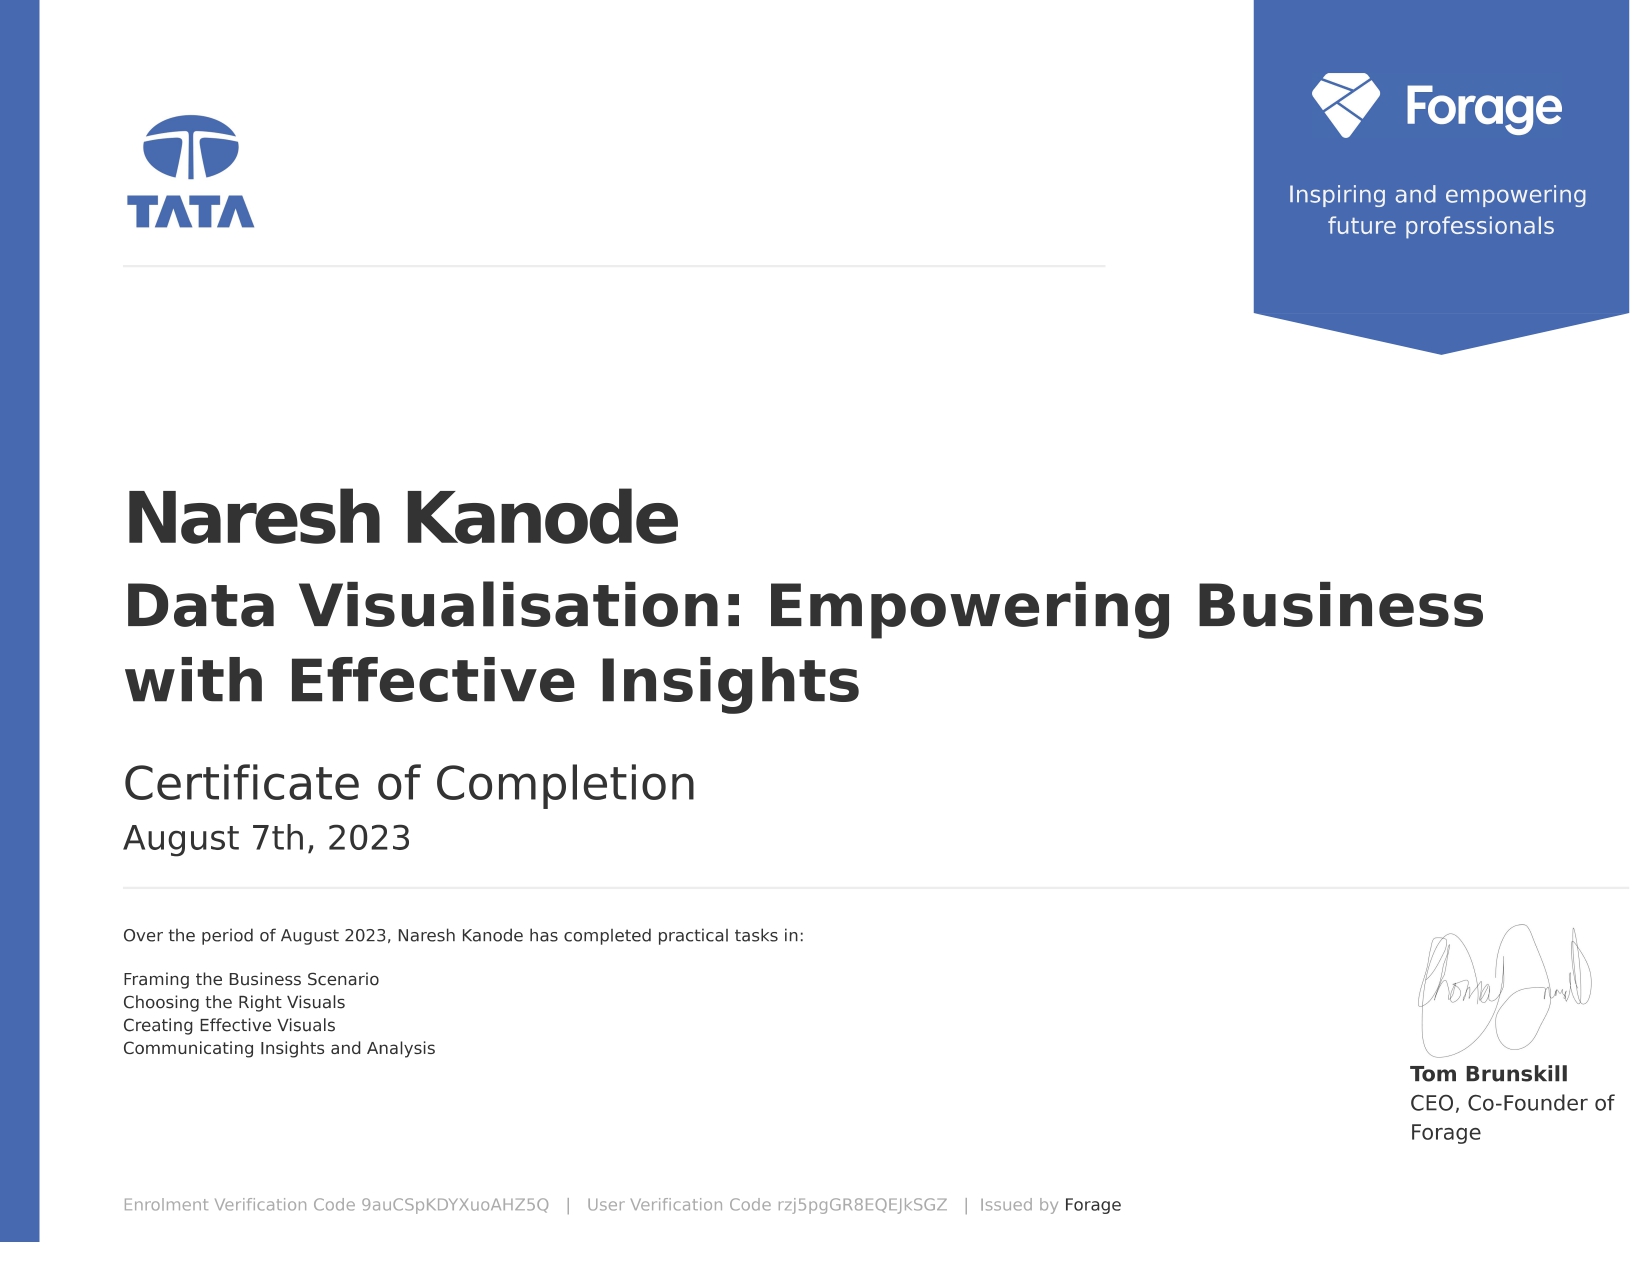 TATA
Forage
Inspiring and empowering
future professionals
Naresh Kanode
Data Visualisation: Empowering Business
with Effective Insights
Certificate of Completion
August 7th, 2023
Over the period of August 2023, Naresh Kanode has completed practical tasks in:
Framing the Business Scenario
Choosing the Right Visuals
Creating Effective Visuals
Communicating Insights and Analysis
Tom Brunskill
CEO, Co-Founder of
Forage
Enrolment Verification Code 9auCSpKDYXuoAHZ5Q | User Verification Code rzj5pgGR8EQEJkSGZ | Issued by Forage